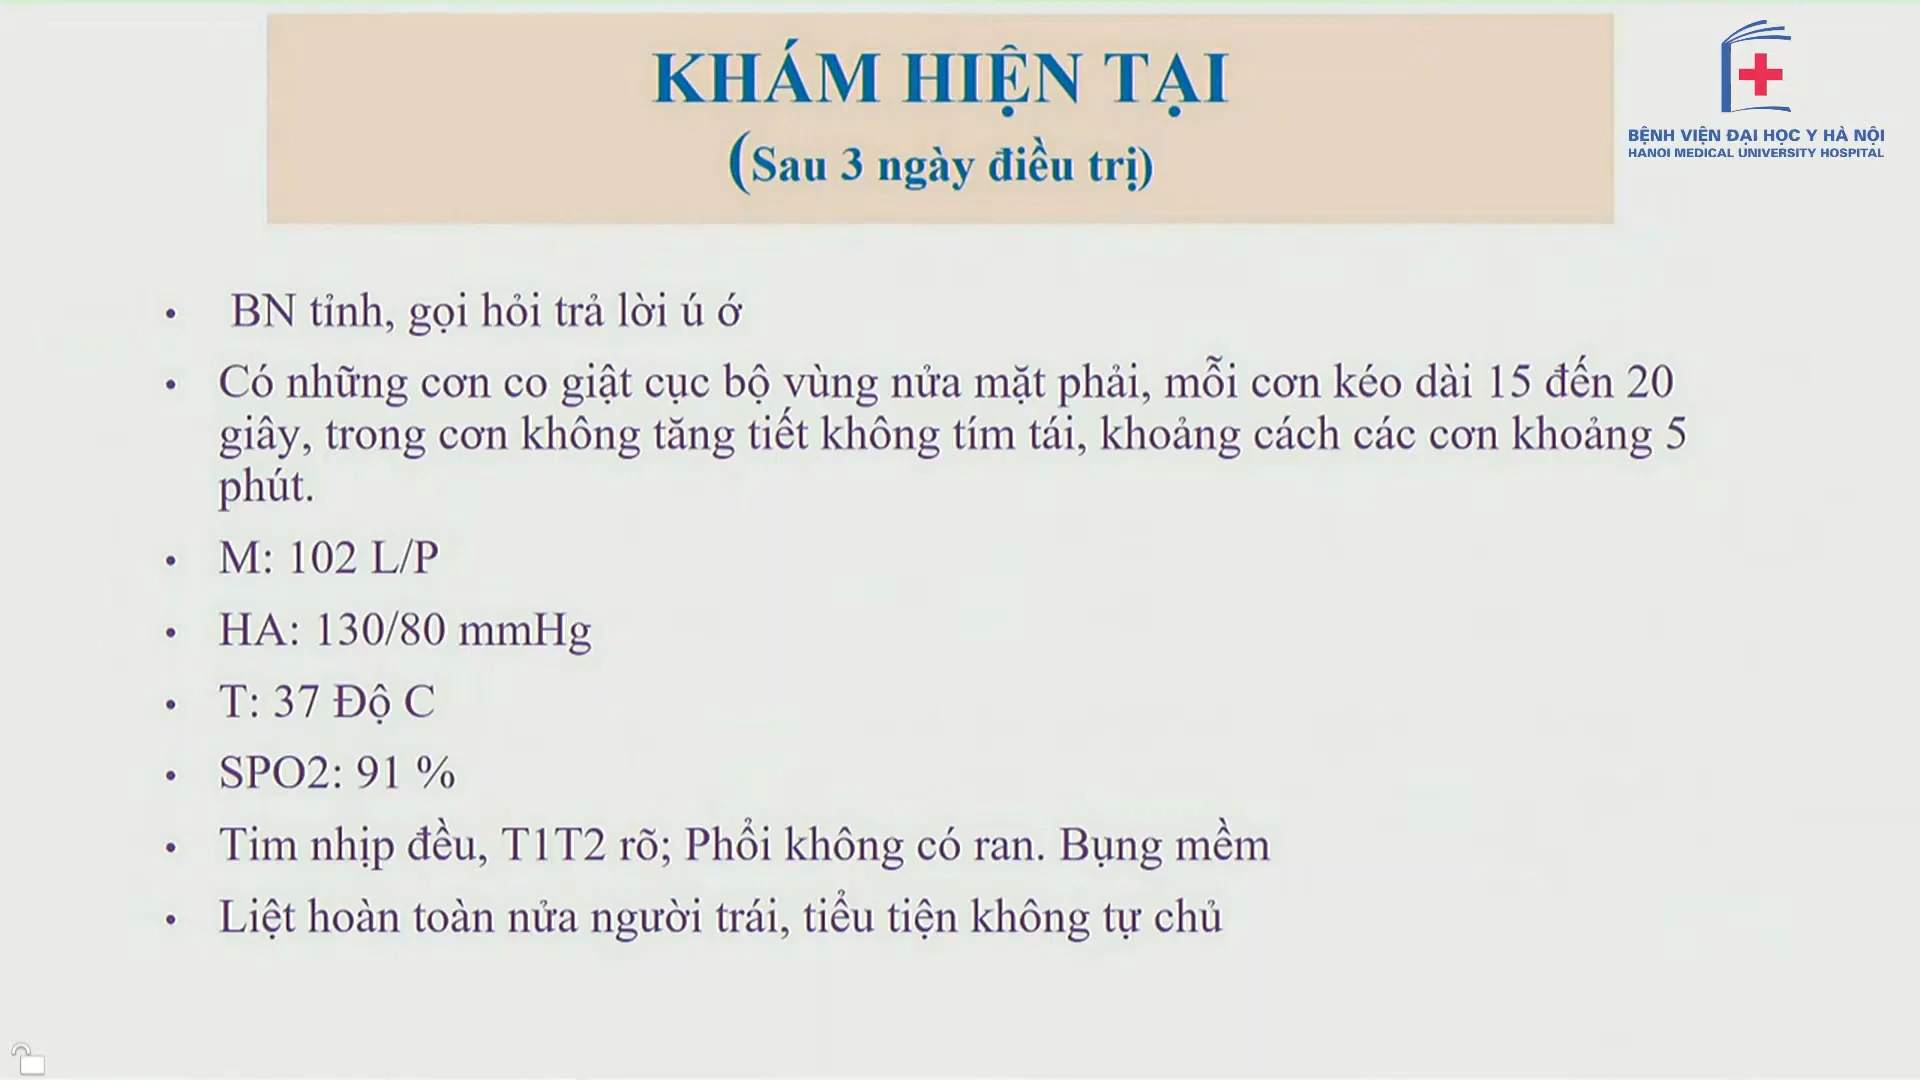 KHÁM HIỆN TẠI
(Sau 3 ngày điều trị)
BỆNH VIỆN ĐẠI HỌC Y HÀ NỘI
HANOI MEDICAL UNIVERSITY HOSPITAL
• BN tỉnh, gọi hỏi trả lời ú ớ
• Có những cơn co giật cục bộ vùng nửa mặt phải, mỗi cơn kéo dài 15 đến 20
giây, trong cơn không tăng tiết không tím tái, khoảng cách các cơn khoảng 5
phút.
• M: 102 L/P
• HA: 130/80 mmHg
• T: 37 Độ C
• SPO2: 91 %
• Tim nhịp đều, T1T2 rõ; Phổi không có ran. Bụng mềm
• Liệt hoàn toàn nửa người trái, tiểu tiện không tự chủ